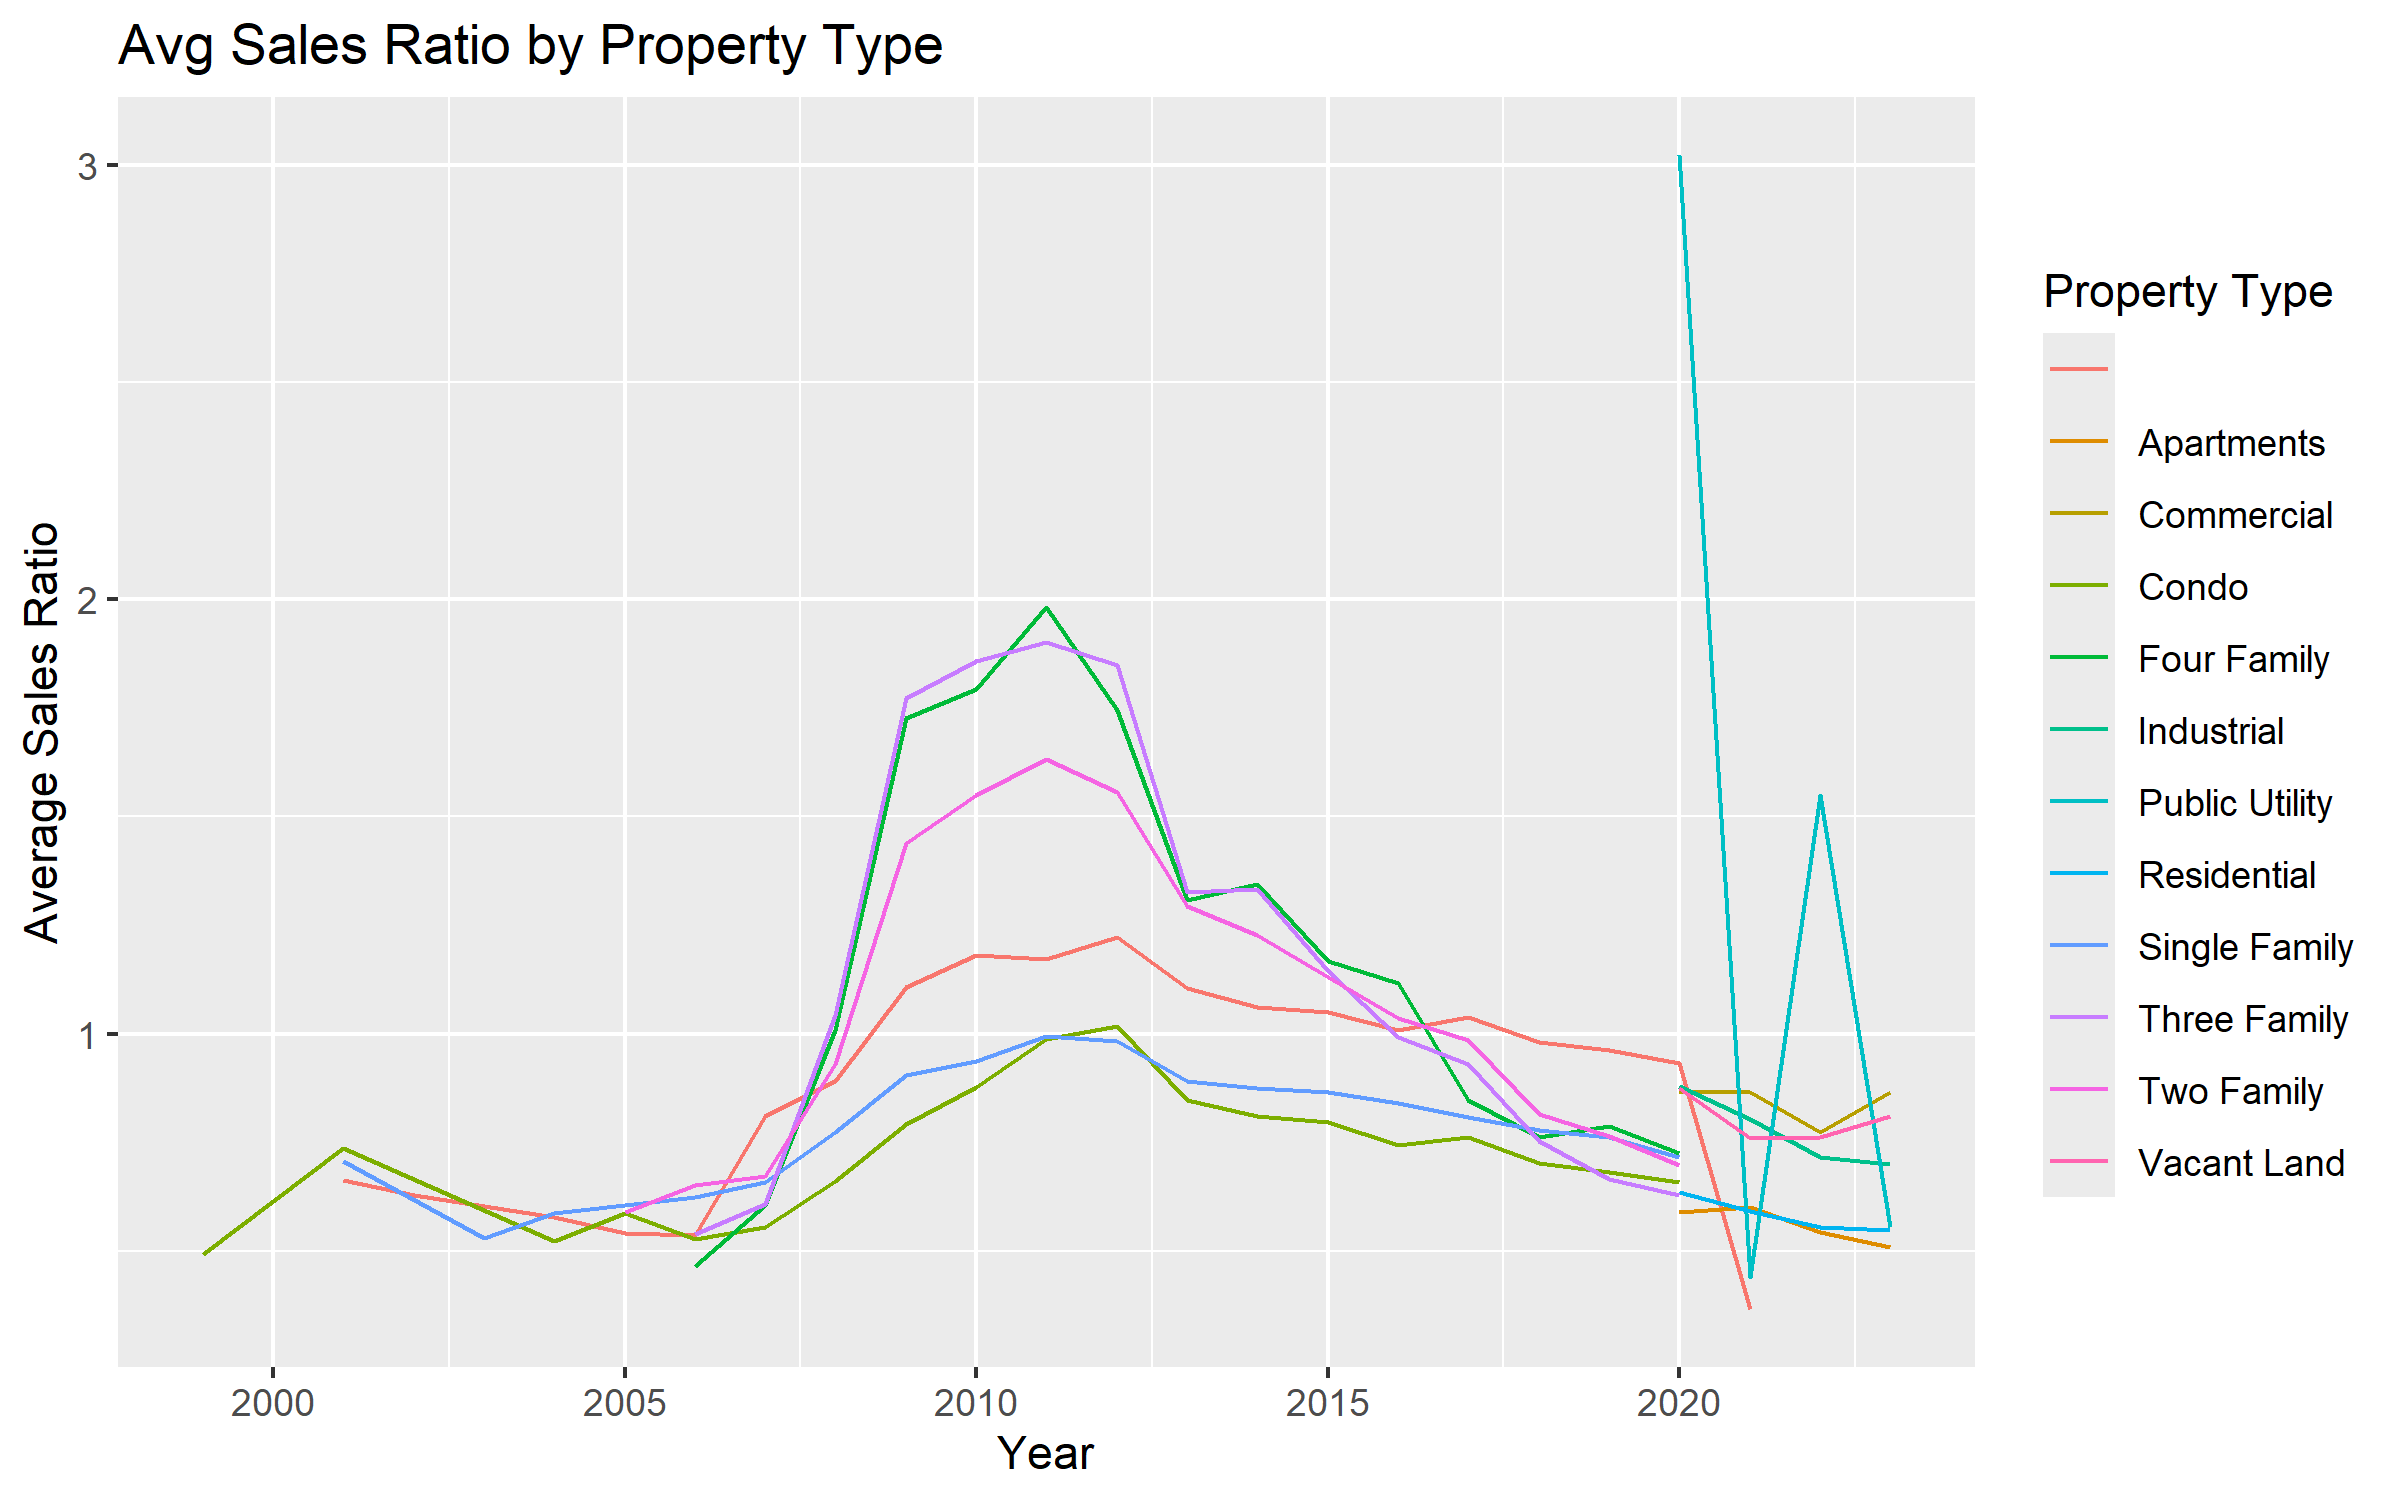 Avg Sales Ratio by Property Type
3
2
1
Average Sales Ratio
2000 2005 2010 2015 2020
Year
Property Type
Apartments
Commercial
Condo
Four Family
Industrial
Public Utility
Residential
Single Family
Three Family
Two Family
Vacant Land